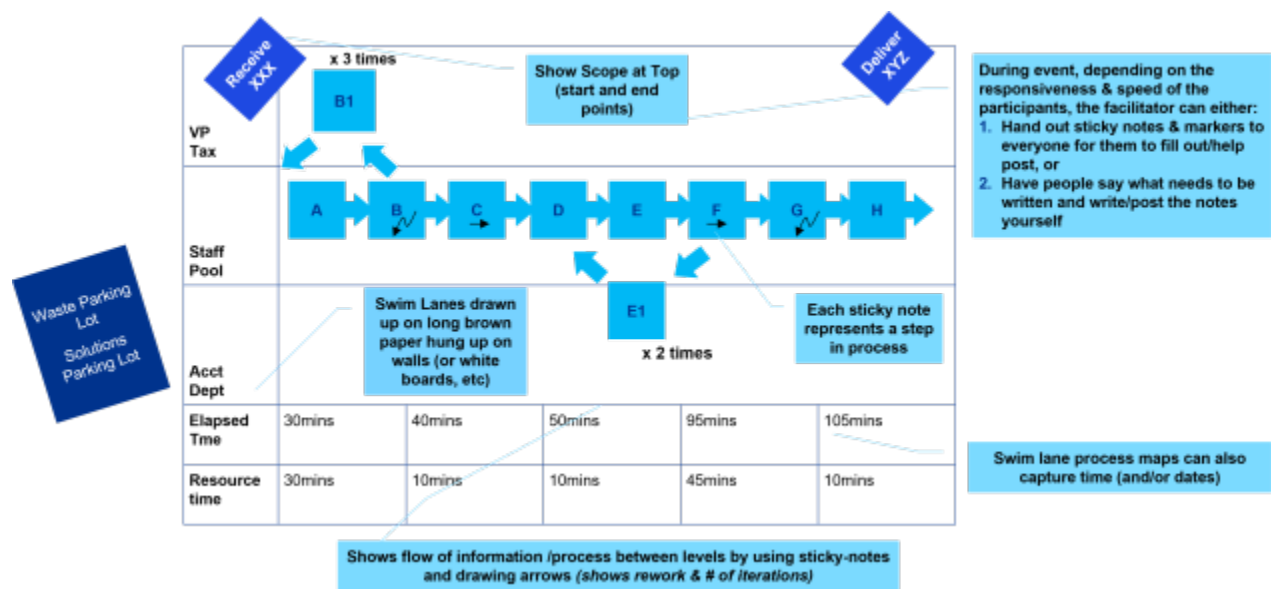 Receive
XXX
x 3 times
B1
Show Scope at Top
(start and end
points)
Deliver
XYZ
During event, depending on the
responsiveness & speed of the
participants, the facilitator can either:
1. Hand out sticky notes & markers to
everyone for them to fill out/help
post, or
2. Have people say what needs to be
written and write/post the notes
yourself
VP
Tax
A
B
C
D
E
F
G
H
Staff
Pool
Waste Parking
Lot
Solutions
Parking Lot
Swim Lanes drawn
up on long brown
paper hung up on
walls (or white
boards, etc)
E1
x 2 times
Each sticky note
represents a step
in process
Acct
Dept
Elapsed
Tme
30mins
40mins
50mins
95mins
105mins
Resource
time
30mins
10mins
10mins
45mins
10mins
Swim lane process maps can also
capture time (and/or dates)
Shows flow of information /process between levels by using sticky-notes
and drawing arrows (shows rework & # of iterations)